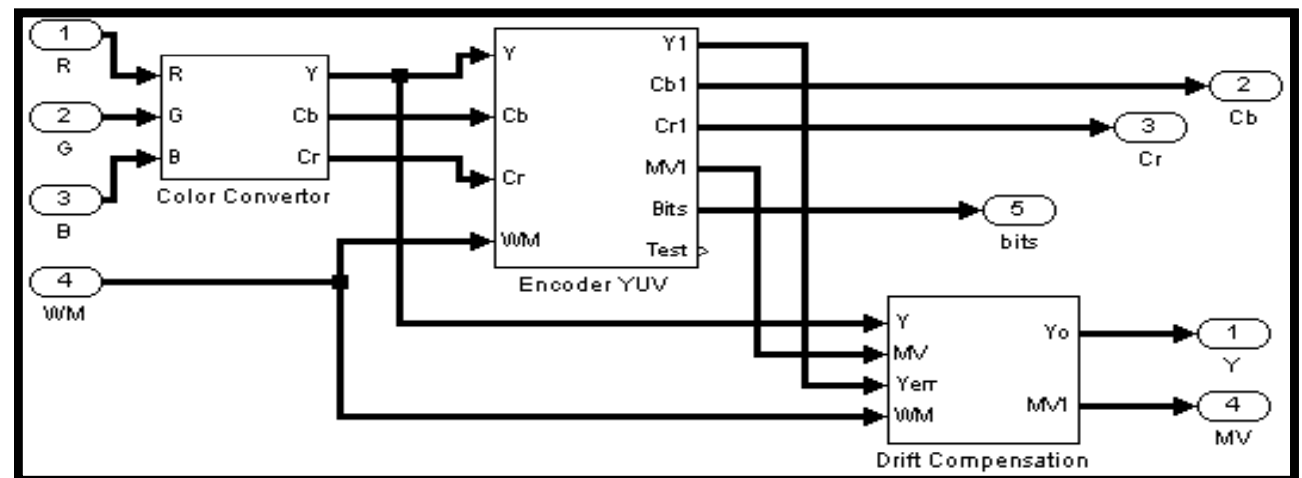 1
R
2
G
3
B
4
WM
R
G
B
Y
Cb
Cr
Color Convertor
Y
Cb
Cr
WM
Y1
Cb1
Cr1
MV1
Bits
Test
Encoder YUV
2
Cb
3
Cr
5
bits
Y
MV
Yerr
WM
Yo
MV1
Drift Compensation
1
Y
4
MV